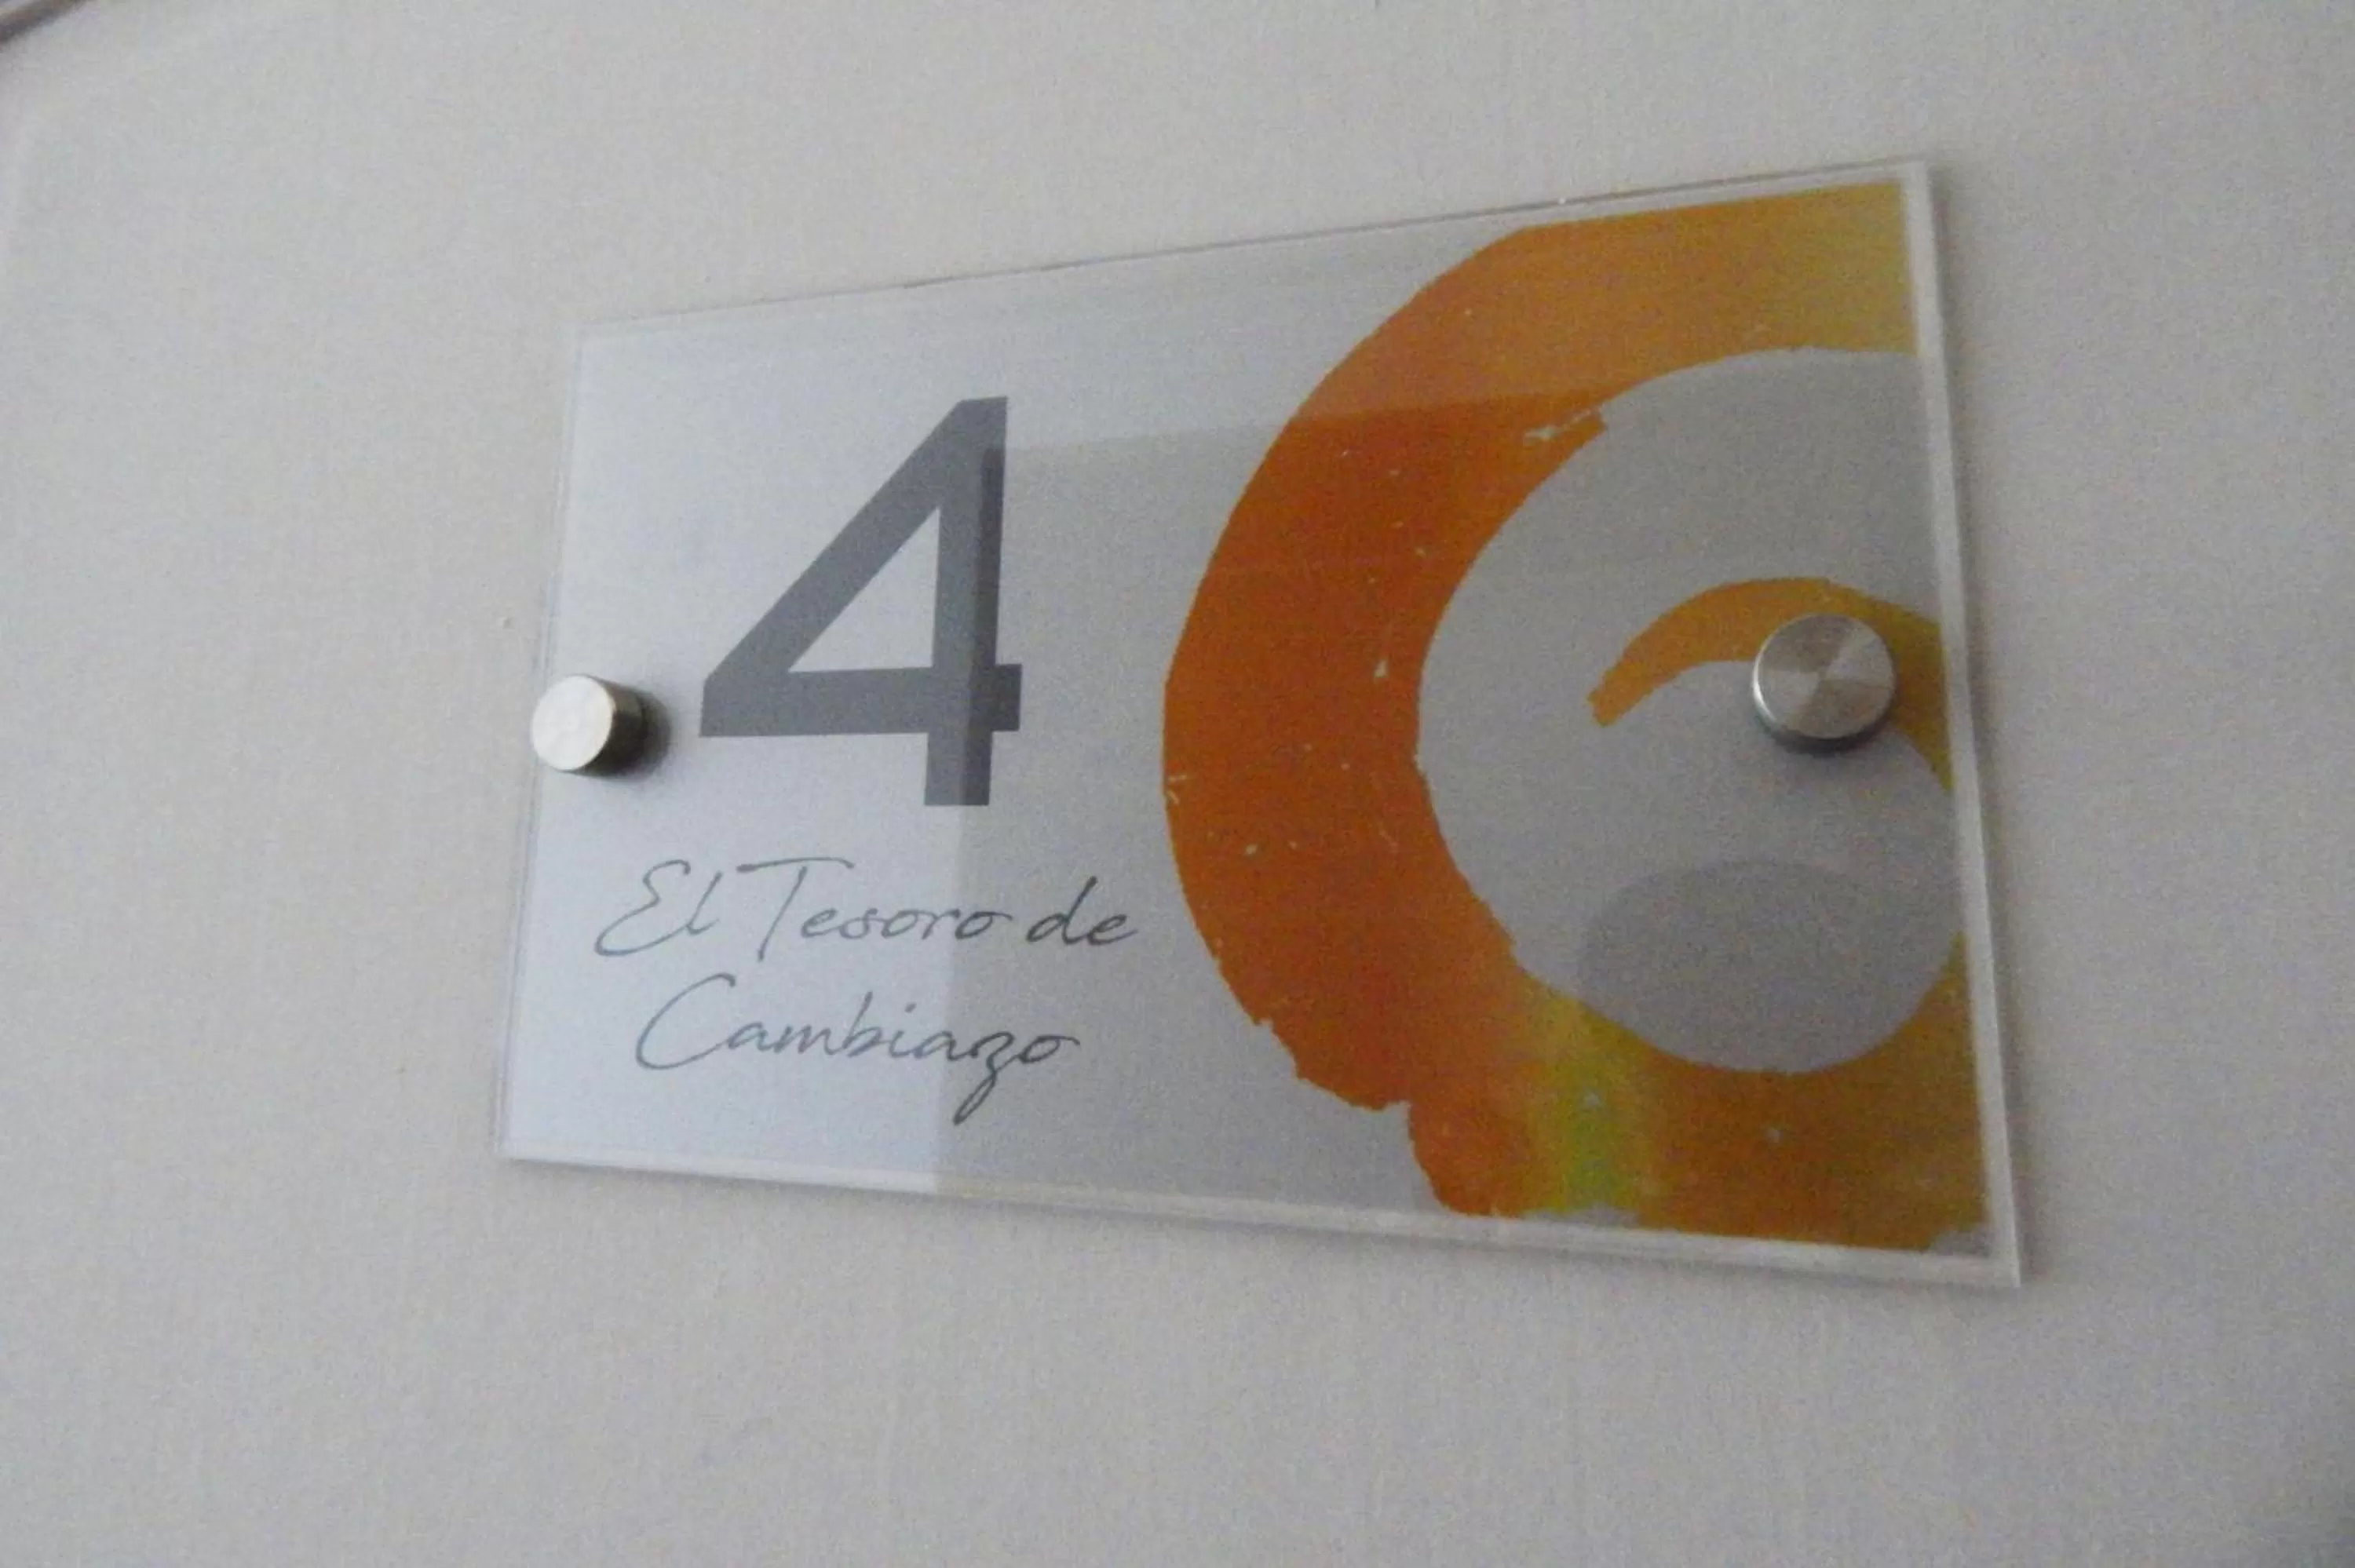 4
El Tesoro de
Cambiazo